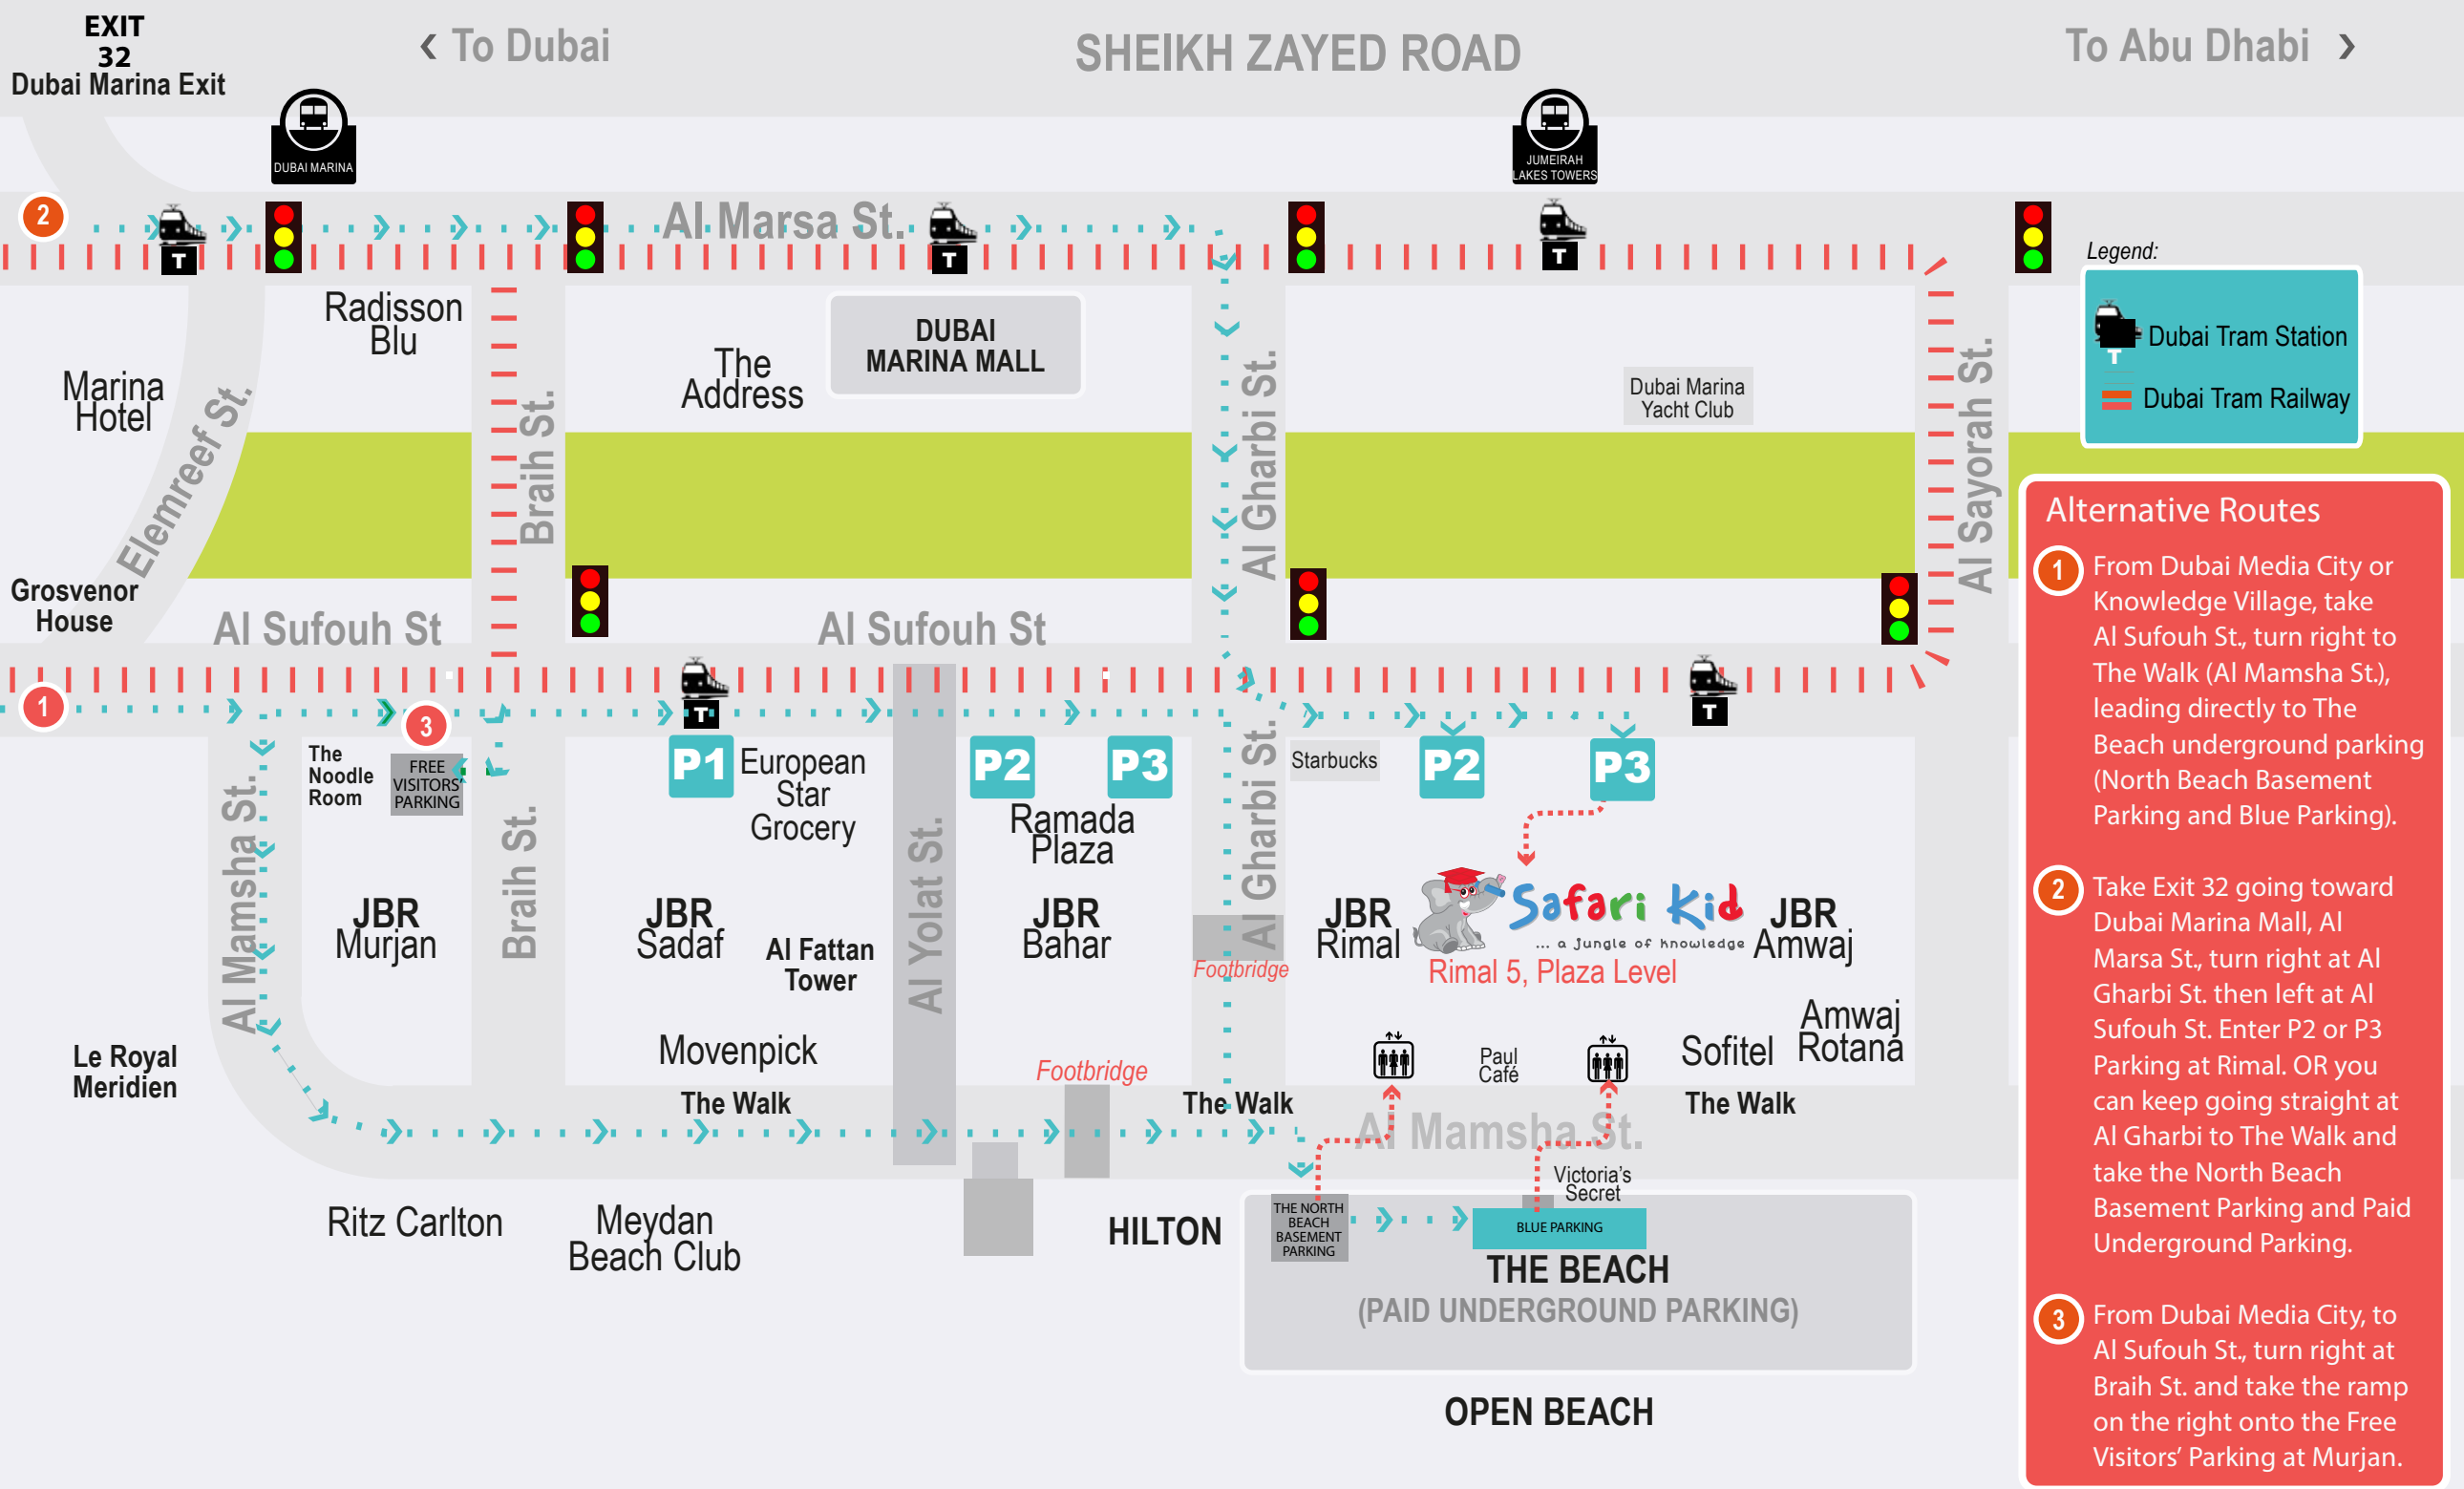 EXIT
32
Dubai Marina Exit
‹ To Dubai
SHEIKH ZAYED ROAD
To Abu Dhabi ›
DUBAI MARINA
JUMEIRAH
LAKES TOWERS
2
Al Marsa St.
T
T
T
Legend:
Dubai Tram Station
T
Dubai Tram Railway
Radisson
Blu
The
Address
DUBAI
MARINA MALL
Dubai Marina
Yacht Club
Marina
Hotel
Elemreef St.
Braih St.
Al Gharbi St.
Al Sayorah St.
Grosvenor
House
Al Sufouh St
Al Sufouh St
1
3
T
T
The
Noodle
Room
FREE
VISITORS'
PARKING
P1
European
Star
Grocery
P2
P3
Ramada
Plaza
Starbucks
P2
P3
Al Mamsha St.
Braih St.
Al Yolat St.
Al Gharbi St.
JBR
Murjan
JBR
Sadaf
Al Fattan
Tower
JBR
Bahar
Footbridge
JBR
Rimal
Safari Kid
... a jungle of knowledge
Rimal 5, Plaza Level
JBR
Amwaj
Le Royal
Meridien
Movenpick
Footbridge
Paul
Café
Sofitel
Amwaj
Rotana
The Walk
The Walk
The Walk
Al Mamsha St.
Ritz Carlton
Meydan
Beach Club
HILTON
THE NORTH
BEACH
BASEMENT
PARKING
Victoria's
Secret
BLUE PARKING
THE BEACH
(PAID UNDERGROUND PARKING)
OPEN BEACH
Alternative Routes
1
From Dubai Media City or
Knowledge Village, take
Al Sufouh St., turn right to
The Walk (Al Mamsha St.),
leading directly to The
Beach underground parking
(North Beach Basement
Parking and Blue Parking).
2
Take Exit 32 going toward
Dubai Marina Mall, Al
Marsa St., turn right at Al
Gharbi St. then left at Al
Sufouh St. Enter P2 or P3
Parking at Rimal. OR you
can keep going straight at
Al Gharbi to The Walk and
take the North Beach
Basement Parking and Paid
Underground Parking.
3
From Dubai Media City, to
Al Sufouh St., turn right at
Braih St. and take the ramp
on the right onto the Free
Visitors' Parking at Murjan.